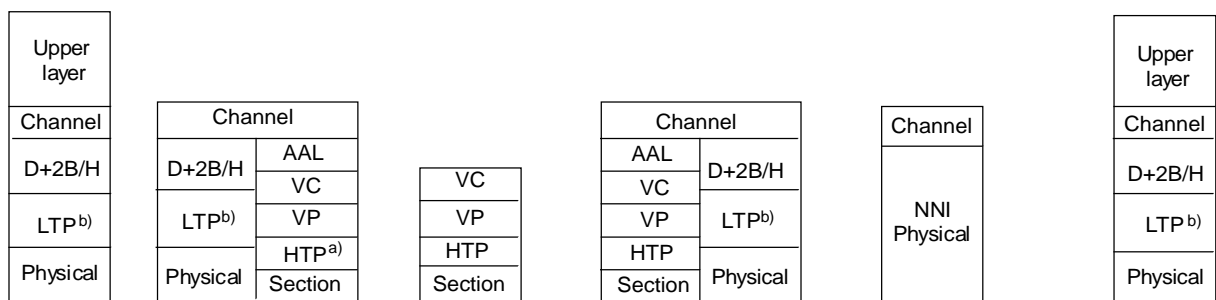 Upper
layer
Channel
D+2B/H
LTP b)
Physical
Channel
D+2B/H
LTP b)
Physical
AAL
VC
VP
HTP a)
Section
VC
VP
HTP
Section
Channel
AAL
VC
VP
HTP
Section
D+2B/H
LTP b)
Physical
Channel
NNI
Physical
Upper
layer
Channel
D+2B/H
LTP b)
Physical